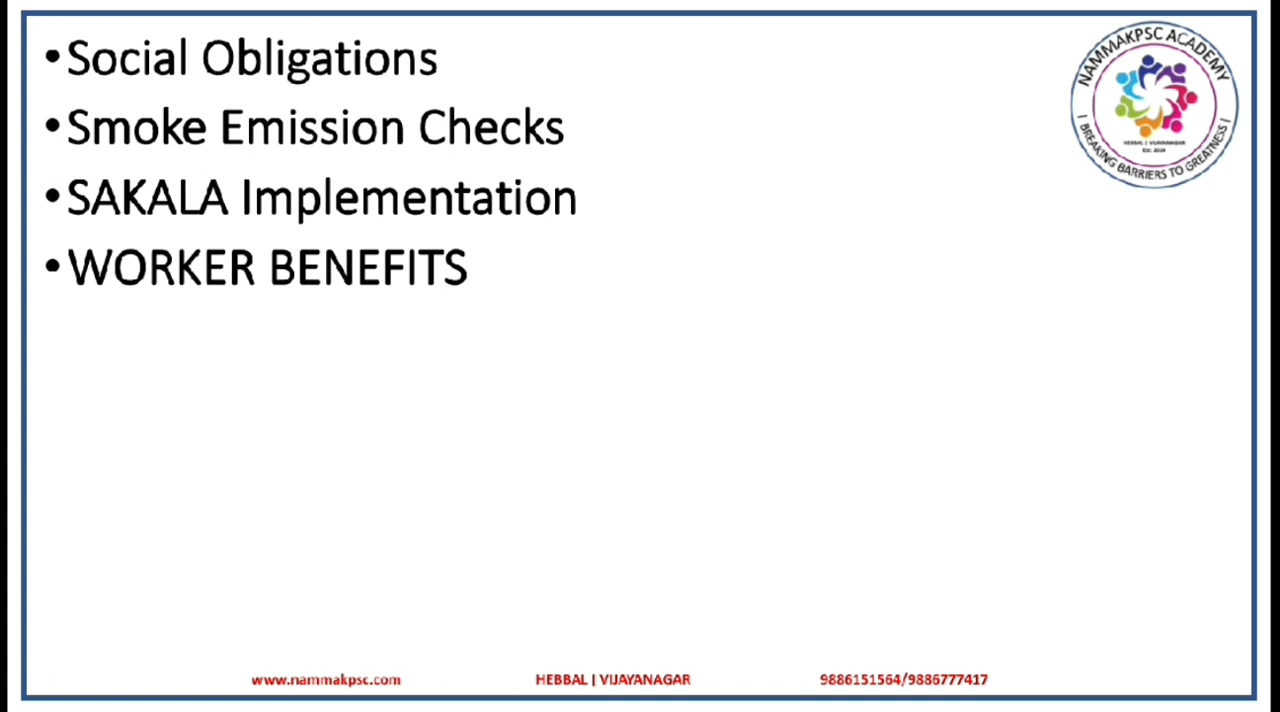 • Social Obligations
• Smoke Emission Checks
• SAKALA Implementation
• WORKER BENEFITS
NAMMAKPSC ACADEMY
HEBBAL | VIJAYANAGAR
| BREAKING BARRIERS TO GREATNESS |
www.nammakpsc.com
HEBBAL | VIJAYANAGAR
9886151564/9886777417